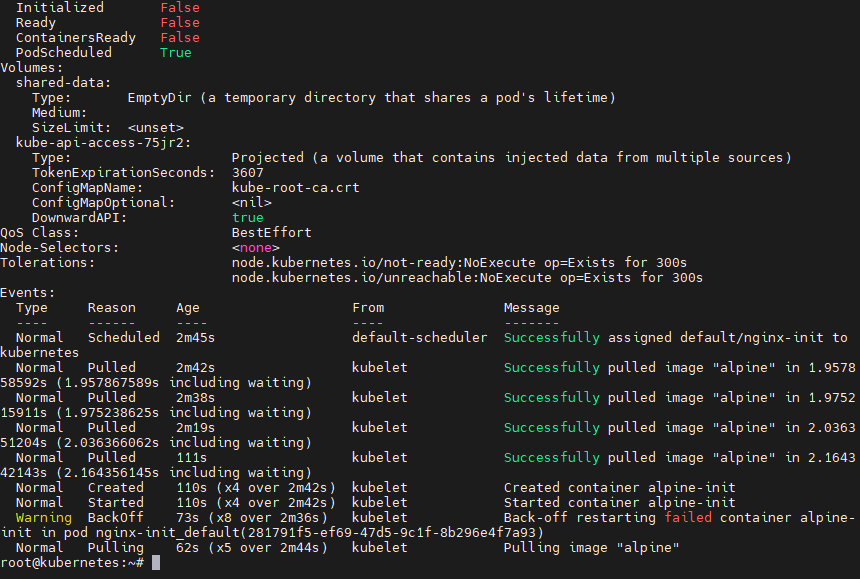 Initialized       False
  Ready             False
  ContainersReady   False
  PodScheduled      True
Volumes:
  shared-data:
    Type:       EmptyDir (a temporary directory that shares a pod's lifetime)
    Medium:
    SizeLimit:  <unset>
  kube-api-access-75jr2:
    Type:                    Projected (a volume that contains injected data from multiple sources)
    TokenExpirationSeconds:  3607
    ConfigMapName:           kube-root-ca.crt
    ConfigMapOptional:       <nil>
    DownwardAPI:             true
QoS Class:                   BestEffort
Node-Selectors:              <none>
Tolerations:                 node.kubernetes.io/not-ready:NoExecute op=Exists for 300s
                             node.kubernetes.io/unreachable:NoExecute op=Exists for 300s
Events:
  Type     Reason     Age                   From               Message
  ----     ------     ----                  ----               -------
  Normal   Scheduled  2m45s                 default-scheduler  Successfully assigned default/nginx-init to
kubernetes
  Normal   Pulled     2m42s                 kubelet            Successfully pulled image "alpine" in 1.9578
58592s (1.957867589s including waiting)
  Normal   Pulled     2m38s                 kubelet            Successfully pulled image "alpine" in 1.9752
15911s (1.975238625s including waiting)
  Normal   Pulled     2m19s                 kubelet            Successfully pulled image "alpine" in 2.0363
51204s (2.036366062s including waiting)
  Normal   Pulled     111s                  kubelet            Successfully pulled image "alpine" in 2.1643
42143s (2.164356145s including waiting)
  Normal   Created    110s (x4 over 2m42s)  kubelet            Created container alpine-init
  Normal   Started    110s (x4 over 2m42s)  kubelet            Started container alpine-init
  Warning  BackOff    73s (x8 over 2m36s)   kubelet            Back-off restarting failed container alpine-
init in pod nginx-init_default(281791f5-ef69-47d5-9c1f-8b296e4f7a93)
  Normal   Pulling    62s (x5 over 2m44s)   kubelet            Pulling image "alpine"
root@kubernetes:~#